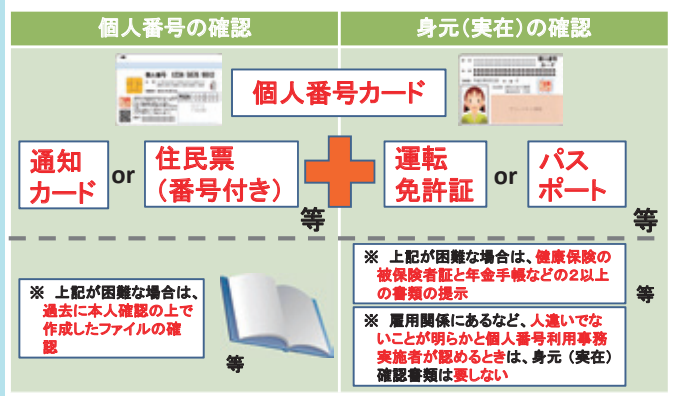 個人番号の確認
身元(実在)の確認
個人番号カード
通知
カード
or
住民票
(番号付き)
等
運転
免許証
or
パス
ポート
等
※ 上記が困難な場合は、
過去に本人確認の上で
作成したファイルの確
認
等
※ 上記が困難な場合は、健康保険の
被保険者証と年金手帳などの2以上
の書類の提示
等
※ 雇用関係にあるなど、人違いでな
いことが明らかと個人番号利用事務
実施者が認めるときは、身元(実在)
確認書類は要しない